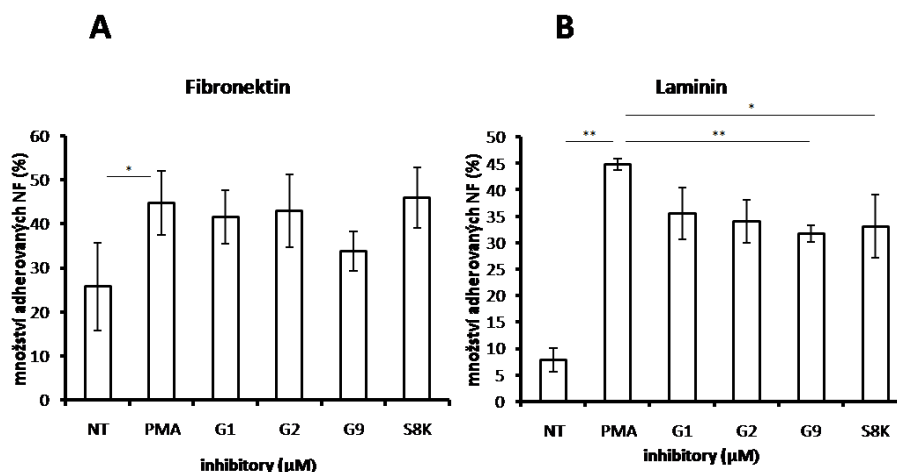 A
Fibronektin
množství adherovaných NF (%)
60
50
40
30
20
10
0
*
NT PMA G1 G2 G9 S8K
inhibitory (µM)
B
Laminin
množství adherovaných NF (%)
50
45
40
35
30
25
20
15
10
5
0
*
** **
NT PMA G1 G2 G9 S8K
inhibitory (µM)